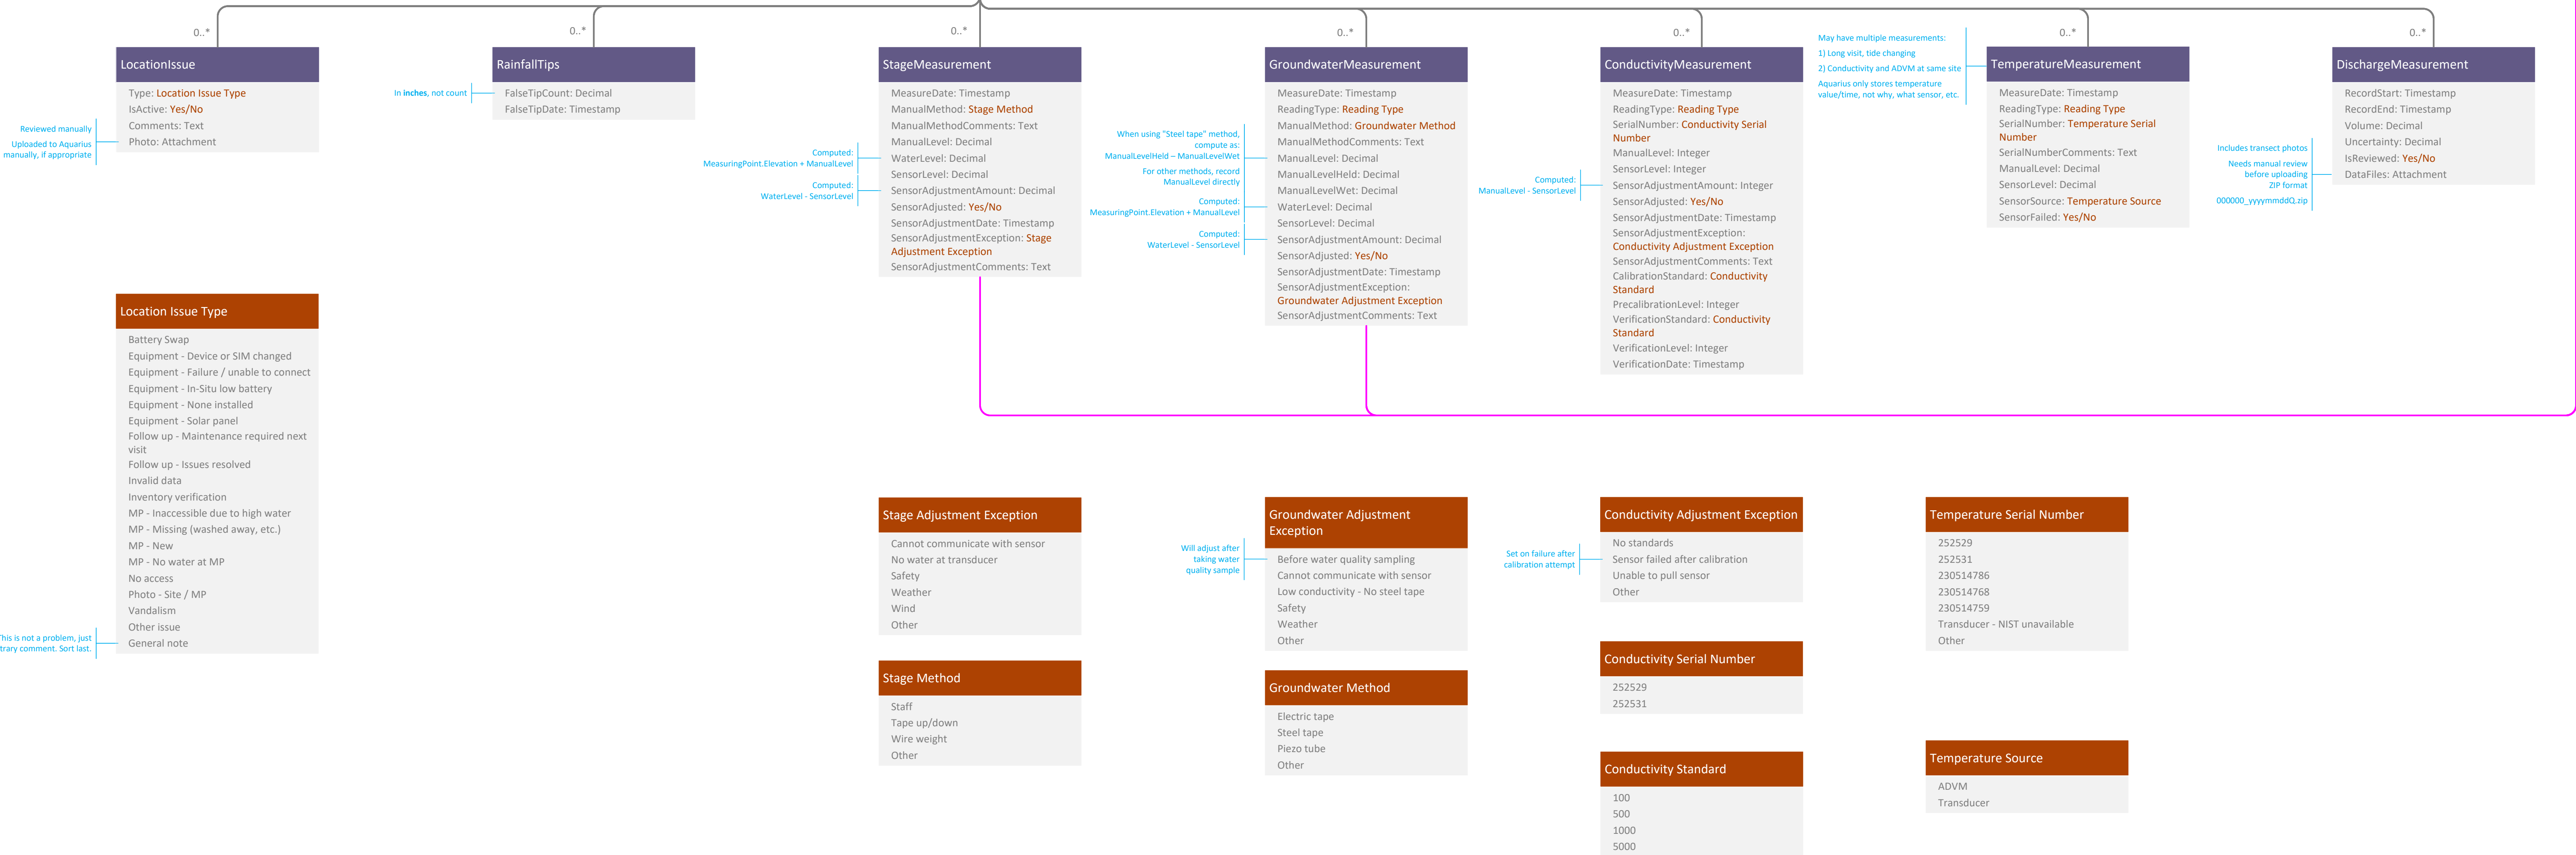 0..*
0..*
0..*
0..*
0..*
0..*
0..*
LocationIssue
Type: Location Issue Type
IsActive: Yes/No
Comments: Text
Photo: Attachment
Reviewed manually
Uploaded to Aquarius
manually, if appropriate
RainfallTips
FalseTipCount: Decimal
FalseTipDate: Timestamp
In inches, not count
StageMeasurement
MeasureDate: Timestamp
ManualMethod: Stage Method
ManualMethodComments: Text
ManualLevel: Decimal
WaterLevel: Decimal
SensorLevel: Decimal
SensorAdjustmentAmount: Decimal
SensorAdjusted: Yes/No
SensorAdjustmentDate: Timestamp
SensorAdjustmentException: Stage
Adjustment Exception
SensorAdjustmentComments: Text
Computed:
MeasuringPoint.Elevation + ManualLevel
Computed:
WaterLevel - SensorLevel
GroundwaterMeasurement
MeasureDate: Timestamp
ReadingType: Reading Type
ManualMethod: Groundwater Method
ManualMethodComments: Text
ManualLevel: Decimal
ManualLevelHeld: Decimal
ManualLevelWet: Decimal
WaterLevel: Decimal
SensorLevel: Decimal
SensorAdjustmentAmount: Decimal
SensorAdjusted: Yes/No
SensorAdjustmentDate: Timestamp
SensorAdjustmentException:
Groundwater Adjustment Exception
SensorAdjustmentComments: Text
When using "Steel tape" method,
compute as:
ManualLevelHeld – ManualLevelWet
For other methods, record
ManualLevel directly
Computed:
MeasuringPoint.Elevation + ManualLevel
Computed:
WaterLevel - SensorLevel
ConductivityMeasurement
MeasureDate: Timestamp
ReadingType: Reading Type
SerialNumber: Conductivity Serial
Number
ManualLevel: Integer
SensorLevel: Integer
SensorAdjustmentAmount: Integer
SensorAdjusted: Yes/No
SensorAdjustmentDate: Timestamp
SensorAdjustmentException:
Conductivity Adjustment Exception
SensorAdjustmentComments: Text
CalibrationStandard: Conductivity
Standard
PrecalibrationLevel: Integer
VerificationStandard: Conductivity
Standard
VerificationLevel: Integer
VerificationDate: Timestamp
Computed:
ManualLevel - SensorLevel
May have multiple measurements:
1) Long visit, tide changing
2) Conductivity and ADVM at same site
Aquarius only stores temperature
value/time, not why, what sensor, etc.
TemperatureMeasurement
MeasureDate: Timestamp
ReadingType: Reading Type
SerialNumber: Temperature Serial
Number
SerialNumberComments: Text
ManualLevel: Decimal
SensorLevel: Decimal
SensorSource: Temperature Source
SensorFailed: Yes/No
DischargeMeasurement
RecordStart: Timestamp
RecordEnd: Timestamp
Volume: Decimal
Uncertainty: Decimal
IsReviewed: Yes/No
DataFiles: Attachment
Includes transect photos
Needs manual review
before uploading
ZIP format
000000_yyyymmddQ.zip
Location Issue Type
Battery Swap
Equipment - Device or SIM changed
Equipment - Failure / unable to connect
Equipment - In-Situ low battery
Equipment - None installed
Equipment - Solar panel
Follow up - Maintenance required next
visit
Follow up - Issues resolved
Invalid data
Inventory verification
MP - Inaccessible due to high water
MP - Missing (washed away, etc.)
MP - New
MP - No water at MP
No access
Photo - Site / MP
Vandalism
Other issue
General note
This is not a problem, just
trary comment. Sort last.
Stage Adjustment Exception
Cannot communicate with sensor
No water at transducer
Safety
Weather
Wind
Other
Stage Method
Staff
Tape up/down
Wire weight
Other
Groundwater Adjustment
Exception
Before water quality sampling
Cannot communicate with sensor
Low conductivity - No steel tape
Safety
Weather
Other
Will adjust after
taking water
quality sample
Groundwater Method
Electric tape
Steel tape
Piezo tube
Other
Conductivity Adjustment Exception
No standards
Sensor failed after calibration
Unable to pull sensor
Other
Set on failure after
calibration attempt
Conductivity Serial Number
252529
252531
Conductivity Standard
100
500
1000
5000
Temperature Serial Number
252529
252531
230514786
230514768
230514759
Transducer - NIST unavailable
Other
Temperature Source
ADVM
Transducer